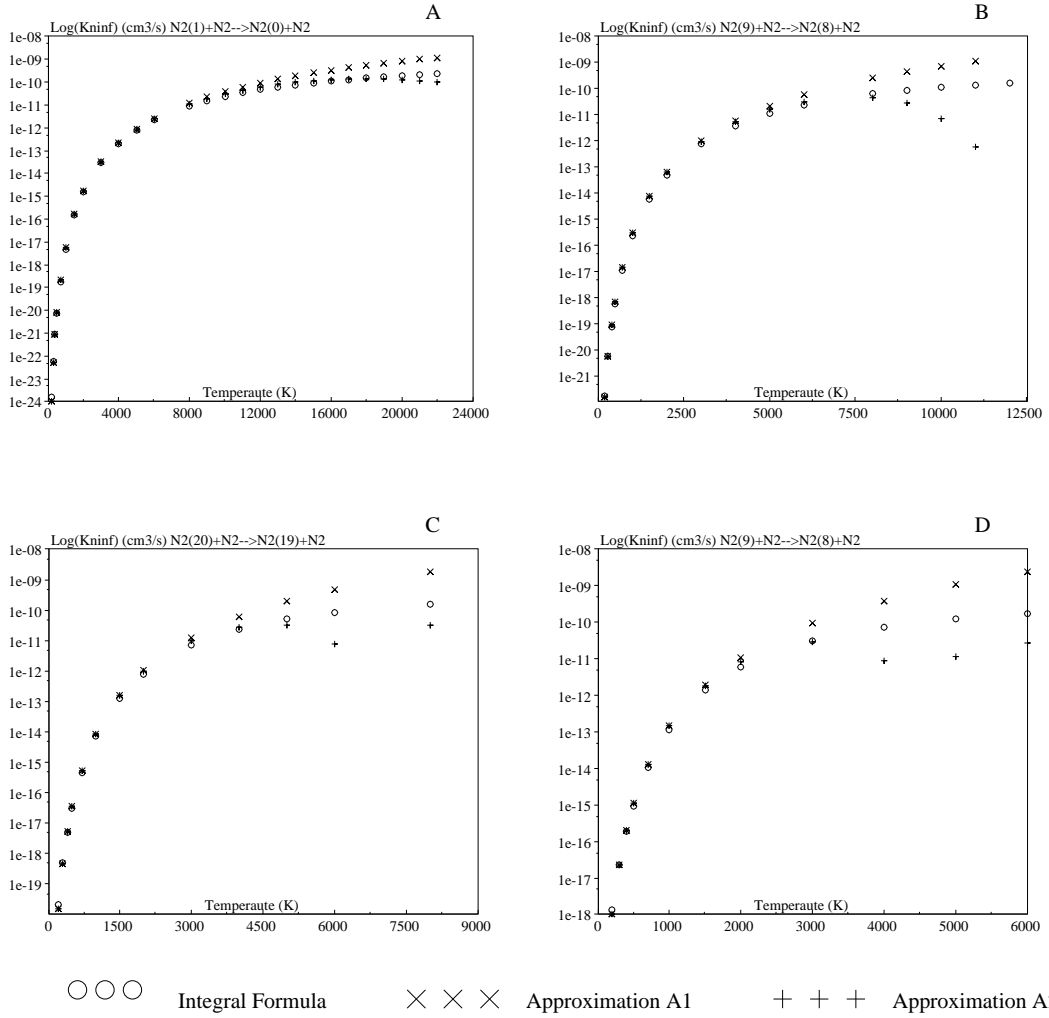 A
Log(Kninf) (cm3/s) N2(1)+N2-->N2(0)+N2
1e-08
1e-09
1e-10
1e-11
1e-12
1e-13
1e-14
1e-15
1e-16
1e-17
1e-18
1e-19
1e-20
1e-21
1e-22
1e-23
1e-24
Temperaute (K)
0 4000 8000 12000 16000 20000 24000
B
Log(Kninf) (cm3/s) N2(9)+N2-->N2(8)+N2
1e-08
1e-09
1e-10
1e-11
1e-12
1e-13
1e-14
1e-15
1e-16
1e-17
1e-18
1e-19
1e-20
1e-21
Temperaute (K)
0 2500 5000 7500 10000 12500
C
Log(Kninf) (cm3/s) N2(20)+N2-->N2(19)+N2
1e-08
1e-09
1e-10
1e-11
1e-12
1e-13
1e-14
1e-15
1e-16
1e-17
1e-18
1e-19
Temperaute (K)
0 1500 3000 4500 6000 7500 9000
D
Log(Kninf) (cm3/s) N2(9)+N2-->N2(8)+N2
1e-08
1e-09
1e-10
1e-11
1e-12
1e-13
1e-14
1e-15
1e-16
1e-17
1e-18
Temperaute (K)
0 1000 2000 3000 4000 5000 6000
Integral Formula
Approximation A1
Approximation A